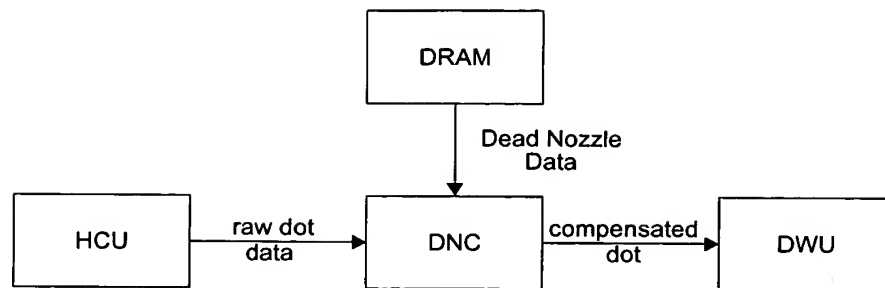 DRAM
Dead Nozzle
Data
HCU
raw dot
data
DNC
compensated
dot
DWU